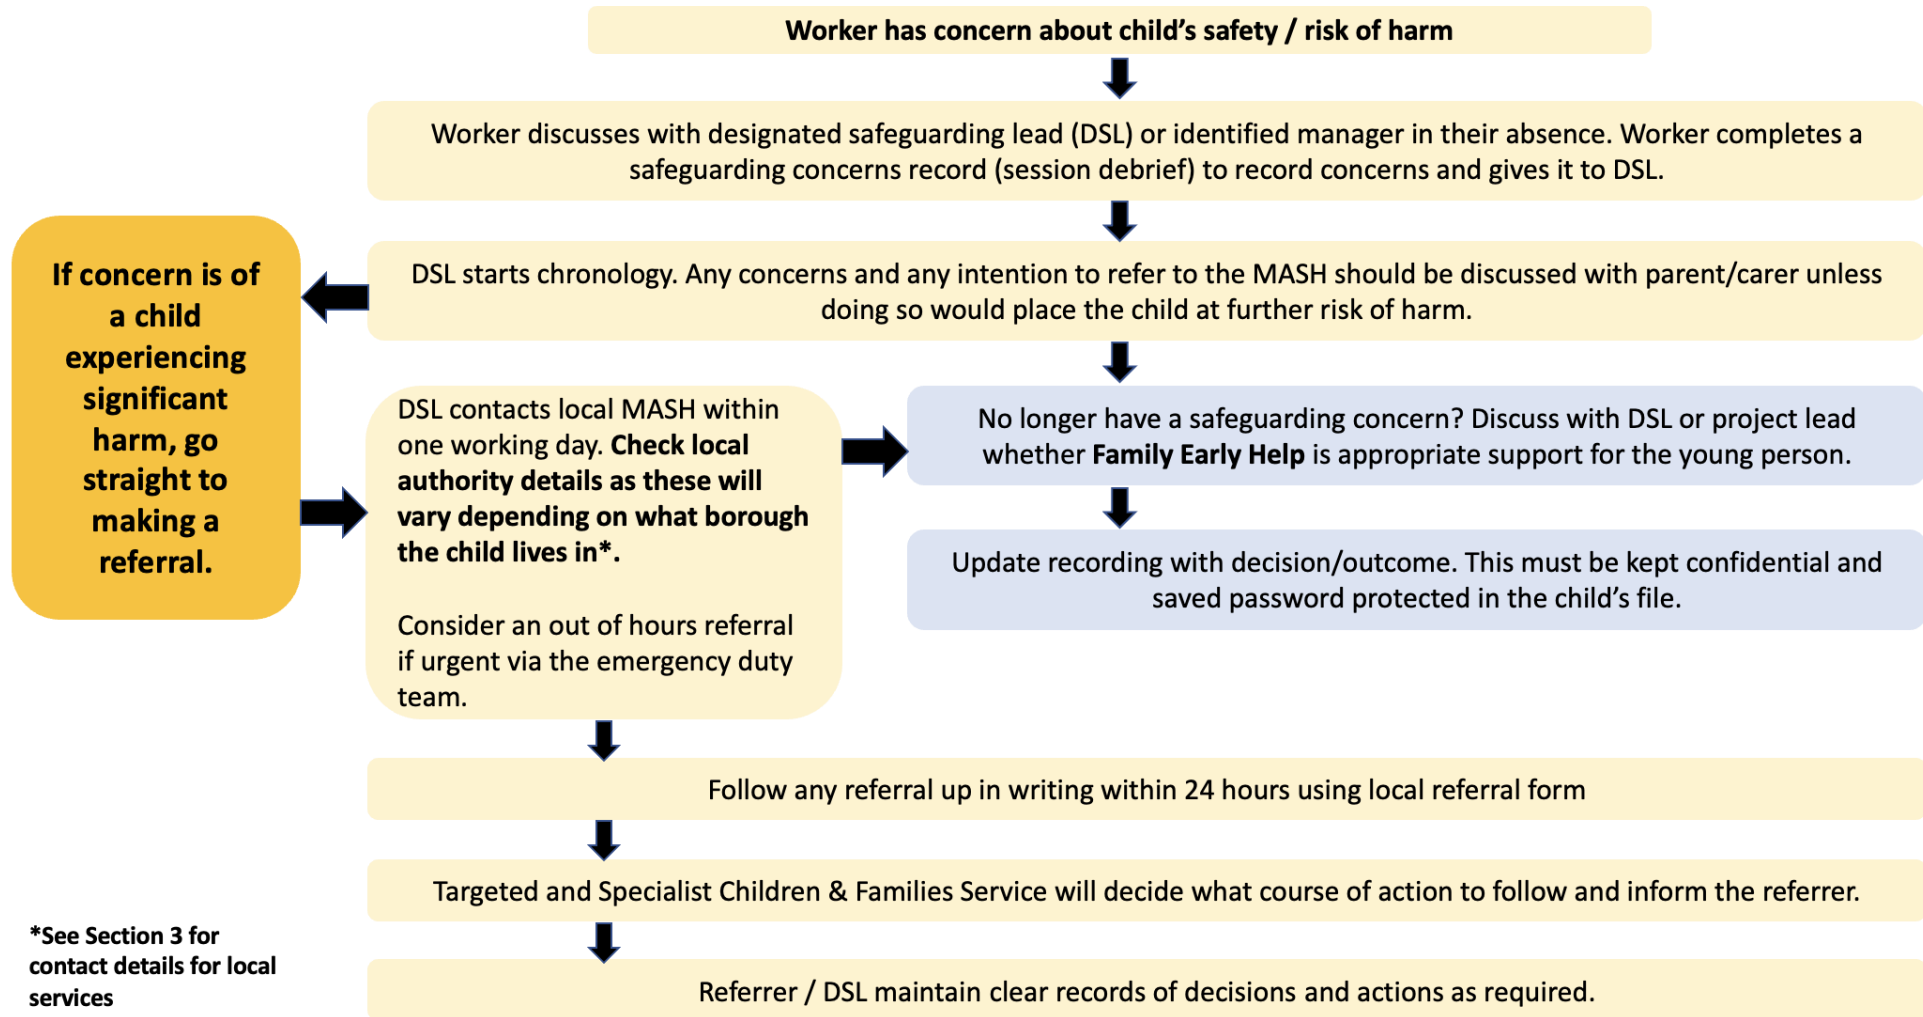 Worker has concern about child’s safety / risk of harm
Worker discusses with designated safeguarding lead (DSL) or identified manager in their absence. Worker completes a
safeguarding concerns record (session debrief) to record concerns and gives it to DSL.
DSL starts chronology. Any concerns and any intention to refer to the MASH should be discussed with parent/carer unless
doing so would place the child at further risk of harm.
If concern is of
a child
experiencing
significant
harm, go
straight to
making a
referral.
DSL contacts local MASH within
one working day. Check local
authority details as these will
vary depending on what borough
the child lives in*.
Consider an out of hours referral
if urgent via the emergency duty
team.
No longer have a safeguarding concern? Discuss with DSL or project lead
whether Family Early Help is appropriate support for the young person.
Update recording with decision/outcome. This must be kept confidential and
saved password protected in the child’s file.
Follow any referral up in writing within 24 hours using local referral form
Targeted and Specialist Children & Families Service will decide what course of action to follow and inform the referrer.
Referrer / DSL maintain clear records of decisions and actions as required.
*See Section 3 for
contact details for local
services